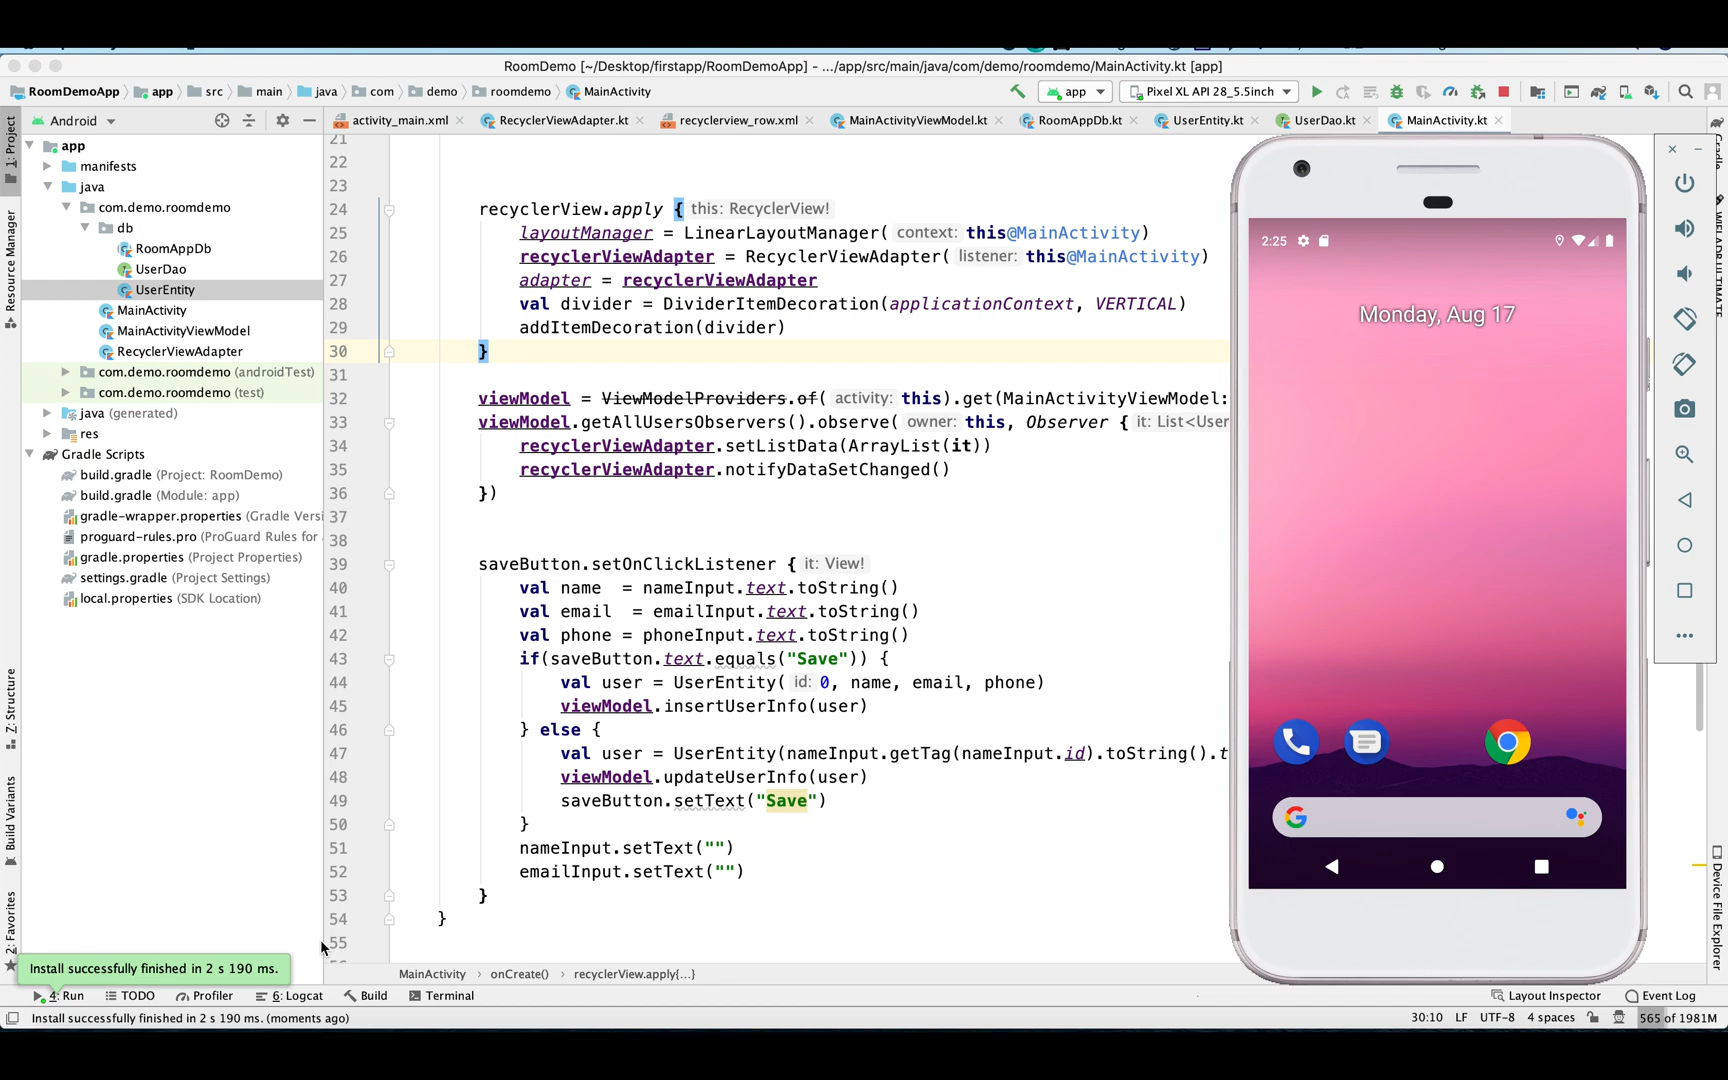 RoomDemo [~/Desktop/firstapp/RoomDemoApp] - .../app/src/main/java/com/demo/roomdemo/MainActivity.kt [app]
RoomDemoApp app src main java com demo roomdemo MainActivity app Pixel XL API 28_5.5inch
Android activity_main.xml RecyclerViewAdapter.kt recyclerview_row.xml MainActivityViewModel.kt RoomAppDb.kt UserEntity.kt UserDao.kt MainActivity.kt
1: Project
Resource Manager
Z: Structure
Build Variants
2: Favorites
app
manifests
java
com.demo.roomdemo
db
RoomAppDb
UserDao
UserEntity
MainActivity
MainActivityViewModel
RecyclerViewAdapter
com.demo.roomdemo (androidTest)
com.demo.roomdemo (test)
java (generated)
res
Gradle Scripts
build.gradle (Project: RoomDemo)
build.gradle (Module: app)
gradle-wrapper.properties (Gradle Versi
proguard-rules.pro (ProGuard Rules for
gradle.properties (Project Properties)
settings.gradle (Project Settings)
local.properties (SDK Location)
21
22
23
24 recyclerView.apply { this: RecyclerView!
25 layoutManager = LinearLayoutManager( context: this@MainActivity)
26 recyclerViewAdapter = RecyclerViewAdapter( listener: this@MainActivity)
27 adapter = recyclerViewAdapter
28 val divider = DividerItemDecoration(applicationContext, VERTICAL)
29 addItemDecoration(divider)
30 }
31
32 viewModel = ViewModelProviders.of( activity: this).get(MainActivityViewModel:
33 viewModel.getAllUsersObservers().observe( owner: this, Observer { it: List<User
34 recyclerViewAdapter.setListData(ArrayList(it))
35 recyclerViewAdapter.notifyDataSetChanged()
36 })
37
38
39 saveButton.setOnClickListener { it: View!
40 val name = nameInput.text.toString()
41 val email = emailInput.text.toString()
42 val phone = phoneInput.text.toString()
43 if(saveButton.text.equals("Save")) {
44 val user = UserEntity( id: 0, name, email, phone)
45 viewModel.insertUserInfo(user)
46 } else {
47 val user = UserEntity(nameInput.getTag(nameInput.id).toString().t
48 viewModel.updateUserInfo(user)
49 saveButton.setText("Save")
50 }
51 nameInput.setText("")
52 emailInput.setText("")
53 }
54 }
55
2:25
Monday, Aug 17
Device File Explorer
MainActivity onCreate() recyclerView.apply{...}
Install successfully finished in 2 s 190 ms.
4: Run TODO Profiler 6: Logcat Build Terminal Layout Inspector Event Log
Install successfully finished in 2 s 190 ms. (moments ago) 30:10 LF UTF-8 4 spaces 565 of 1981M